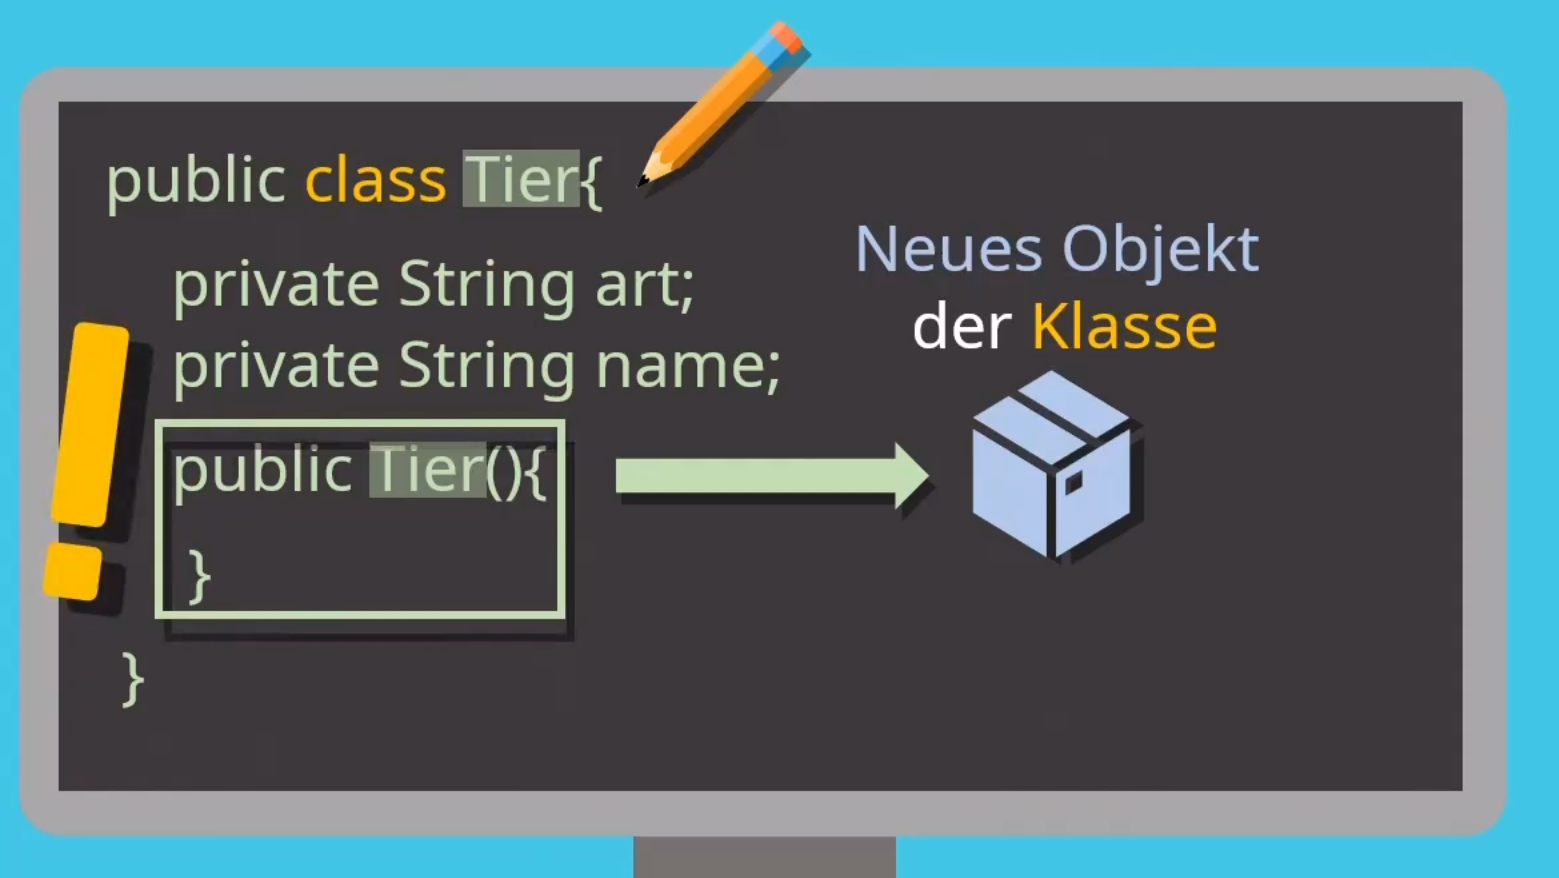 public class Tier{
private String art;
private String name;
public Tier(){
}
}
Neues Objekt
der Klasse